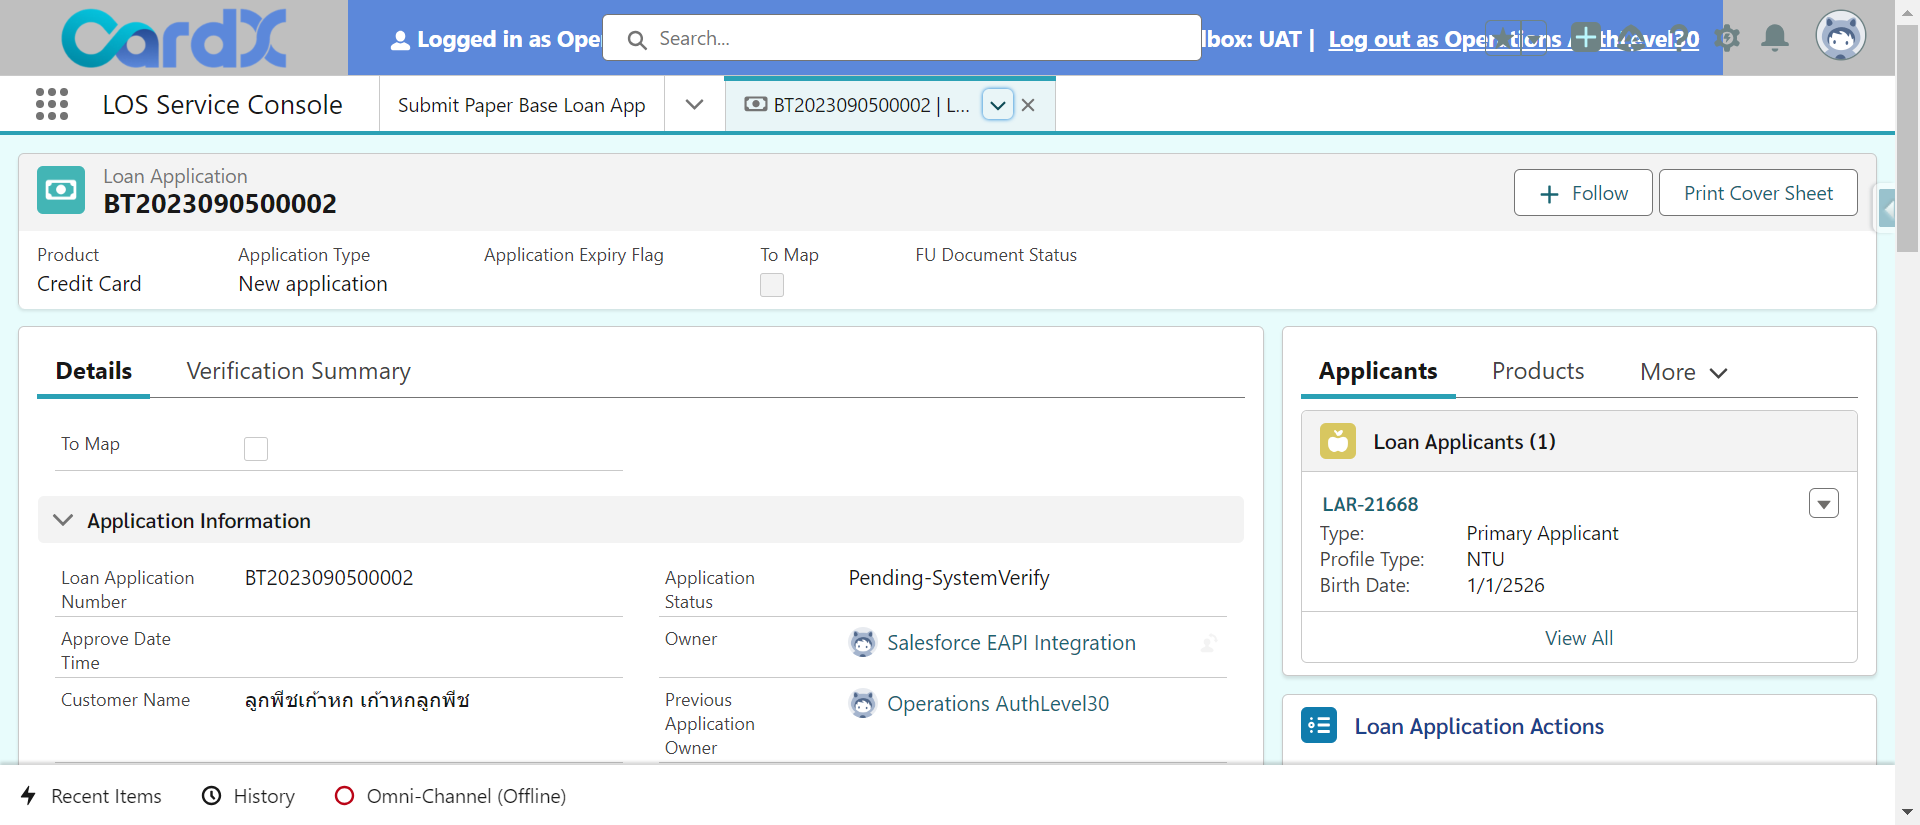 CardX
Logged in as Ope
Search...
lbox: UAT | Log out as Operations AuthLevel30
LOS Service Console
Submit Paper Base Loan App
BT2023090500002 | L...
Loan Application
BT2023090500002
Follow
Print Cover Sheet
Product
Application Type
Application Expiry Flag
To Map
FU Document Status
Credit Card
New application
Details
Verification Summary
To Map
Application Information
Loan Application Number
BT2023090500002
Application Status
Pending-SystemVerify
Approve Date Time
Owner
Salesforce EAPI Integration
Customer Name
ลูกพีชเก้าหก เก้าหกลูกพีช
Previous Application Owner
Operations AuthLevel30
Applicants
Products
More
Loan Applicants (1)
LAR-21668
Type:
Primary Applicant
Profile Type:
NTU
Birth Date:
1/1/2526
View All
Loan Application Actions
Recent Items
History
Omni-Channel (Offline)